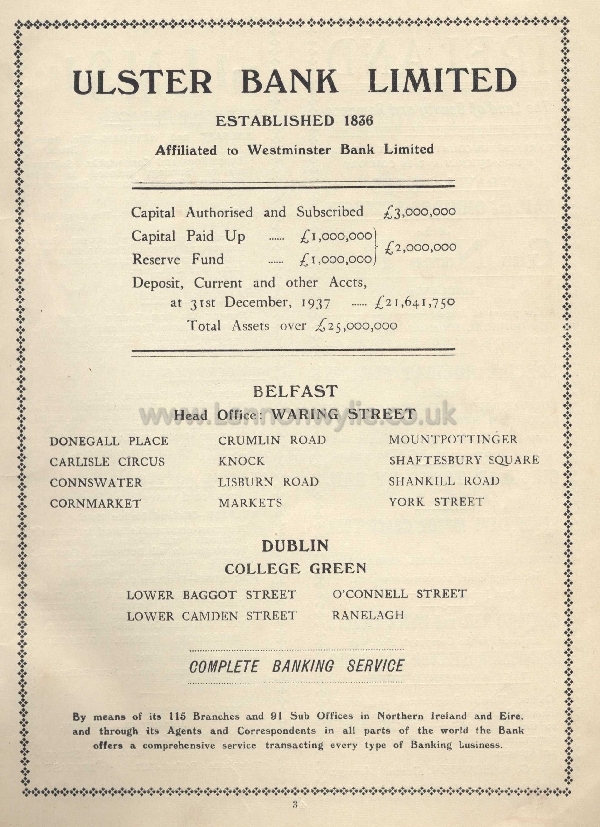 ULSTER BANK LIMITED
ESTABLISHED 1836
Affiliated to Westminster Bank Limited
Capital Authorised and Subscribed £3,000,000
Capital Paid Up ...... £1,000,000
£2,000,000
Reserve Fund ...... £1,000,000
Deposit, Current and other Accts,
at 31st December, 1937 ...... £21,641,750
Total Assets over £25,000,000
BELFAST
www.Lennonwylie.co.uk
Head Office: WARING STREET
DONEGALL PLACE CRUMLIN ROAD MOUNTPOTTINGER
CARLISLE CIRCUS KNOCK SHAFTESBURY SQUARE
CONNSWATER LISBURN ROAD SHANKILL ROAD
CORNMARKET MARKETS YORK STREET
DUBLIN
COLLEGE GREEN
LOWER BAGGOT STREET O'CONNELL STREET
LOWER CAMDEN STREET RANELAGH
COMPLETE BANKING SERVICE
By means of its 115 Branches and 91 Sub Offices in Northern Ireland and Eire,
and through its Agents and Correspondents in all parts of the world the Bank
offers a comprehensive service transacting every type of Banking business.
3